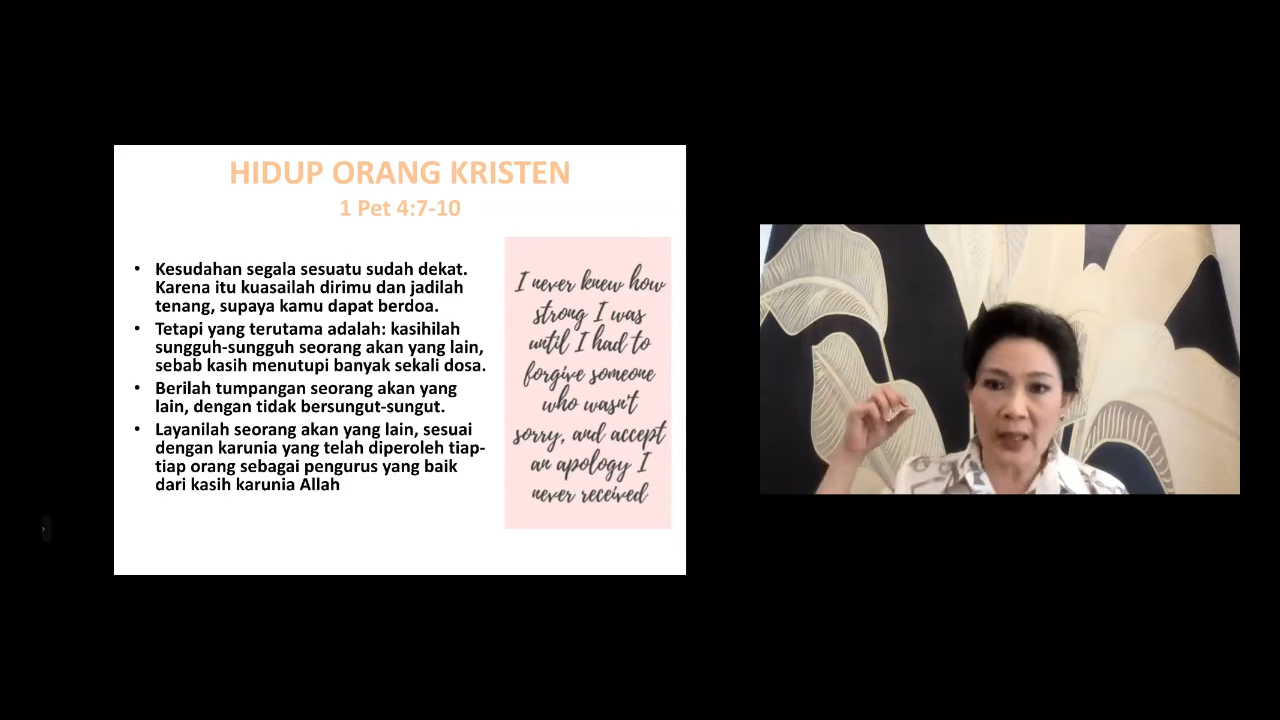 HIDUP ORANG KRISTEN
1 Pet 4:7-10
• Kesudahan segala sesuatu sudah dekat.
Karena itu kuasailah dirimu dan jadilah
tenang, supaya kamu dapat berdoa.
• Tetapi yang terutama adalah: kasihilah
sungguh-sungguh seorang akan yang lain,
sebab kasih menutupi banyak sekali dosa.
• Berilah tumpangan seorang akan yang
lain, dengan tidak bersungut-sungut.
• Layanilah seorang akan yang lain, sesuai
dengan karunia yang telah diperoleh tiap-
tiap orang sebagai pengurus yang baik
dari kasih karunia Allah
I never knew how
strong I was
until I had to
forgive someone
who wasn't
sorry, and accept
an apology I
never received